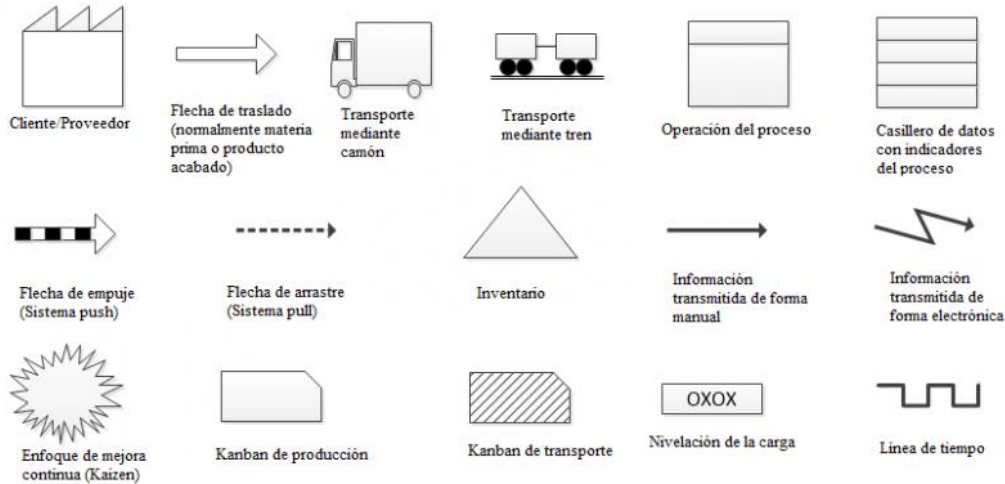 Cliente/Proveedor
Flecha de traslado
(normalmente materia
prima o producto
acabado)
Transporte
mediante
camón
Transporte
mediante tren
Operación del proceso
Casillero de datos
con indicadores
del proceso
Flecha de empuje
(Sistema push)
Flecha de arrastre
(Sistema pull)
Inventario
Información
transmitida de forma
manual
Información
transmitida de
forma electrónica
Enfoque de mejora
continua (Kaizen)
Kanban de producción
Kanban de transporte
OXOX
Nivelación de la carga
Linea de tiempo